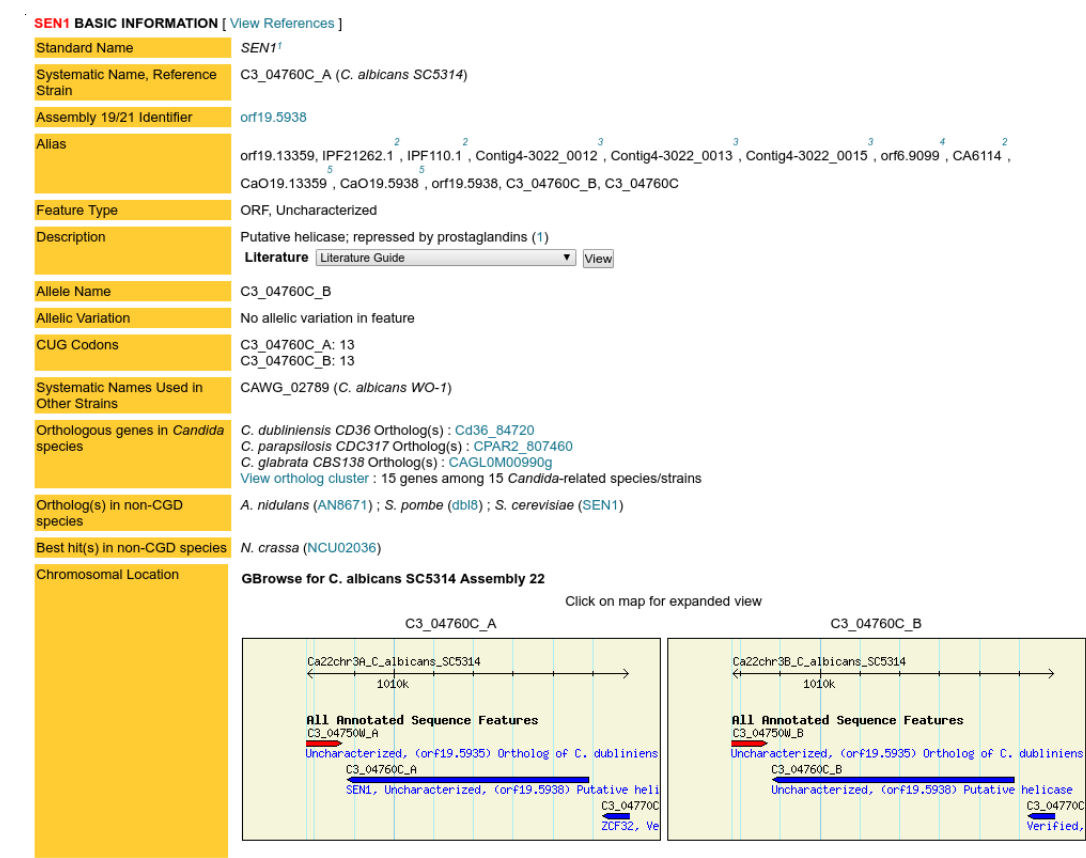 SEN1 BASIC INFORMATION [ View References ]
Standard Name SEN1 1
Systematic Name, Reference Strain C3_04760C_A (C. albicans SC5314)
Assembly 19/21 Identifier orf19.5938
Alias orf19.13359, IPF21262.1 2, IPF110.1 2, Contig4-3022_0012 3, Contig4-3022_0013 3, Contig4-3022_0015 3, orf6.9099 4, CA6114 2,
CaO19.13359 5, CaO19.5938 5, orf19.5938, C3_04760C_B, C3_04760C
Feature Type ORF, Uncharacterized
Description Putative helicase; repressed by prostaglandins (1)
Literature Literature Guide ▼ View
Allele Name C3_04760C_B
Allelic Variation No allelic variation in feature
CUG Codons C3_04760C_A: 13
C3_04760C_B: 13
Systematic Names Used in Other Strains CAWG_02789 (C. albicans WO-1)
Orthologous genes in Candida species C. dubliniensis CD36 Ortholog(s) : Cd36_84720
C. parapsilosis CDC317 Ortholog(s) : CPAR2_807460
C. glabrata CBS138 Ortholog(s) : CAGL0M00990g
View ortholog cluster : 15 genes among 15 Candida-related species/strains
Ortholog(s) in non-CGD species A. nidulans (AN8671) ; S. pombe (dbl8) ; S. cerevisiae (SEN1)
Best hit(s) in non-CGD species N. crassa (NCU02036)
Chromosomal Location GBrowse for C. albicans SC5314 Assembly 22
Click on map for expanded view
C3_04760C_A
Ca22chr3A_C_albicans_SC5314
1010k
All Annotated Sequence Features
C3_04750W_A
Uncharacterized, (orf19.5935) Ortholog of C. dubliniens
C3_04760C_A
SEN1, Uncharacterized, (orf19.5938) Putative heli
C3_04770C
ZCF32, Ve
C3_04760C_B
Ca22chr3B_C_albicans_SC5314
1010k
All Annotated Sequence Features
C3_04750W_B
Uncharacterized, (orf19.5935) Ortholog of C. dubliniens
C3_04760C_B
Uncharacterized, (orf19.5938) Putative helicase
C3_04770C
Verified,